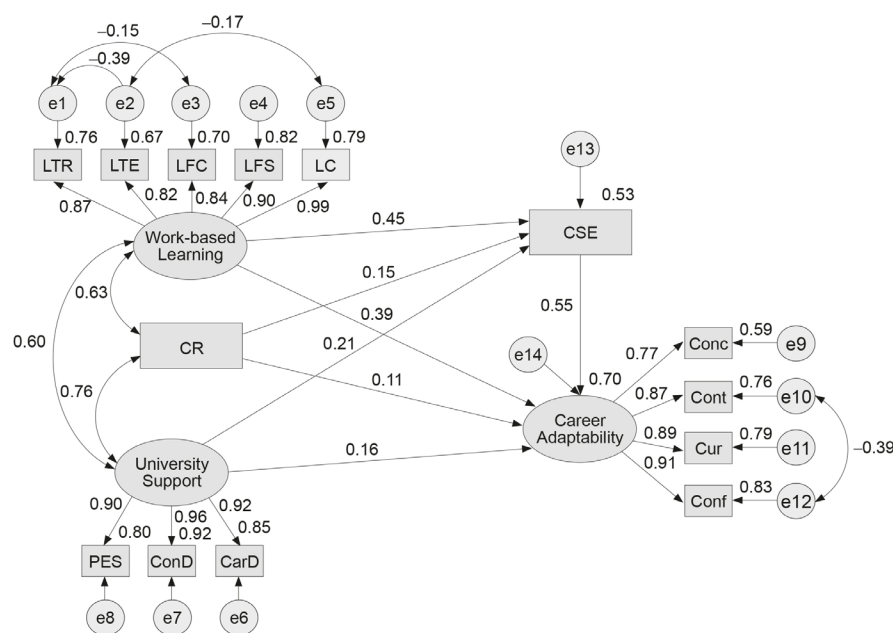 –0.15
–0.17
–0.39
e1
e2
e3
e4
e5
0.76
0.67
0.70
0.82
0.79
LTR
LTE
LFC
LFS
LC
0.87
0.82
0.84
0.90
0.99
e13
0.53
CSE
Work-based
Learning
0.45
0.15
0.63
0.39
0.55
0.60
CR
0.21
e14
0.11
0.76
0.70
0.77
Conc
0.59
e9
0.87
Cont
0.76
e10
Career
Adaptability
0.89
Cur
0.79
e11
–0.39
0.91
Conf
0.83
e12
University
Support
0.16
0.90
0.96
0.92
0.80
0.92
0.85
PES
ConD
CarD
e8
e7
e6